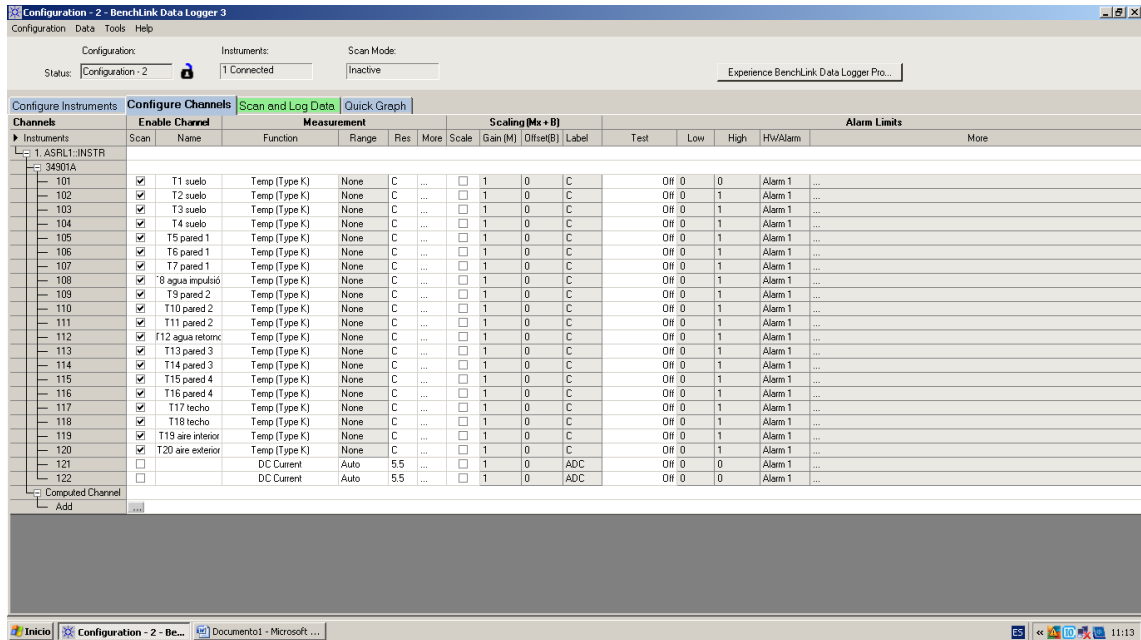 Configuration - 2 - BenchLink Data Logger 3
Configuration Data Tools Help
Configuration: Instruments: Scan Mode:
Status: Configuration - 2 1 Connected Inactive Experience BenchLink Data Logger Pro...
Configure Instruments Configure Channels Scan and Log Data Quick Graph
Channels Enable Channel Measurement Scaling (Mx + B) Alarm Limits
Instruments Scan Name Function Range Res More Scale Gain (M) Offset(B) Label Test Low High HWAlarm More
1. ASRL1::INSTR
34901A
101 T1 suelo Temp (Type K) None C ... 1 0 C Off 0 0 Alarm 1 ...
102 T2 suelo Temp (Type K) None C ... 1 0 C Off 0 1 Alarm 1 ...
103 T3 suelo Temp (Type K) None C ... 1 0 C Off 0 1 Alarm 1 ...
104 T4 suelo Temp (Type K) None C ... 1 0 C Off 0 1 Alarm 1 ...
105 T5 pared 1 Temp (Type K) None C ... 1 0 C Off 0 1 Alarm 1 ...
106 T6 pared 1 Temp (Type K) None C ... 1 0 C Off 0 1 Alarm 1 ...
107 T7 pared 1 Temp (Type K) None C ... 1 0 C Off 0 1 Alarm 1 ...
108 8 agua impulsió Temp (Type K) None C ... 1 0 C Off 0 1 Alarm 1 ...
109 T9 pared 2 Temp (Type K) None C ... 1 0 C Off 0 1 Alarm 1 ...
110 T10 pared 2 Temp (Type K) None C ... 1 0 C Off 0 1 Alarm 1 ...
111 T11 pared 2 Temp (Type K) None C ... 1 0 C Off 0 1 Alarm 1 ...
112 T12 agua retorno Temp (Type K) None C ... 1 0 C Off 0 1 Alarm 1 ...
113 T13 pared 3 Temp (Type K) None C ... 1 0 C Off 0 1 Alarm 1 ...
114 T14 pared 3 Temp (Type K) None C ... 1 0 C Off 0 1 Alarm 1 ...
115 T15 pared 4 Temp (Type K) None C ... 1 0 C Off 0 1 Alarm 1 ...
116 T16 pared 4 Temp (Type K) None C ... 1 0 C Off 0 1 Alarm 1 ...
117 T17 techo Temp (Type K) None C ... 1 0 C Off 0 1 Alarm 1 ...
118 T18 techo Temp (Type K) None C ... 1 0 C Off 0 1 Alarm 1 ...
119 T19 aire interior Temp (Type K) None C ... 1 0 C Off 0 1 Alarm 1 ...
120 T20 aire exterior Temp (Type K) None C ... 1 0 C Off 0 1 Alarm 1 ...
121 DC Current Auto 5.5 ... 1 0 ADC Off 0 0 Alarm 1 ...
122 DC Current Auto 5.5 ... 1 0 ADC Off 0 0 Alarm 1 ...
Computed Channel
Add ...
Inicio Configuration - 2 - Be... Documento1 - Microsoft ... ES « 11:13